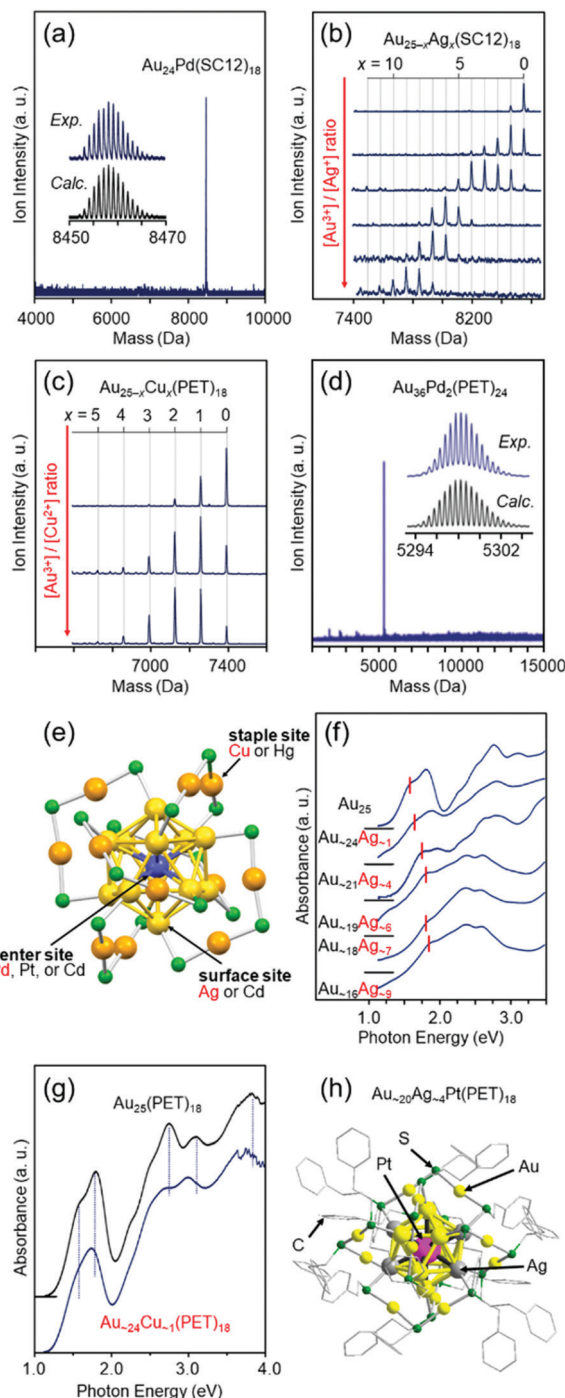 (a)
Au24Pd(SC12)18
Exp.
Calc.
8450 8470
Ion Intensity (a. u.)
4000 6000 8000 10000
Mass (Da)
(b)
Au25–xAgx(SC12)18
x = 10 5 0
Ion Intensity (a. u.)
[Au3+] / [Ag+] ratio
7400 8200
Mass (Da)
(c)
Au25–xCux(PET)18
x = 5 4 3 2 1 0
Ion Intensity (a. u.)
[Au3+] / [Cu2+] ratio
7000 7400
Mass (Da)
(d)
Au36Pd2(PET)24
Exp.
Calc.
5294 5302
Ion Intensity (a. u.)
5000 10000 15000
Mass (Da)
(e)
staple site
Cu or Hg
enter site
d, Pt, or Cd
surface site
Ag or Cd
(f)
Absorbance (a. u.)
Au25
Au~24Ag~1
Au~21Ag~4
Au~19Ag~6
Au~18Ag~7
Au~16Ag~9
1.0 2.0 3.0
Photon Energy (eV)
(g)
Au25(PET)18
Absorbance (a. u.)
Au~24Cu~1(PET)18
1.0 2.0 3.0 4.0
Photon Energy (eV)
(h)
Au~20Ag~4Pt(PET)18
S
Pt
Au
C
Ag